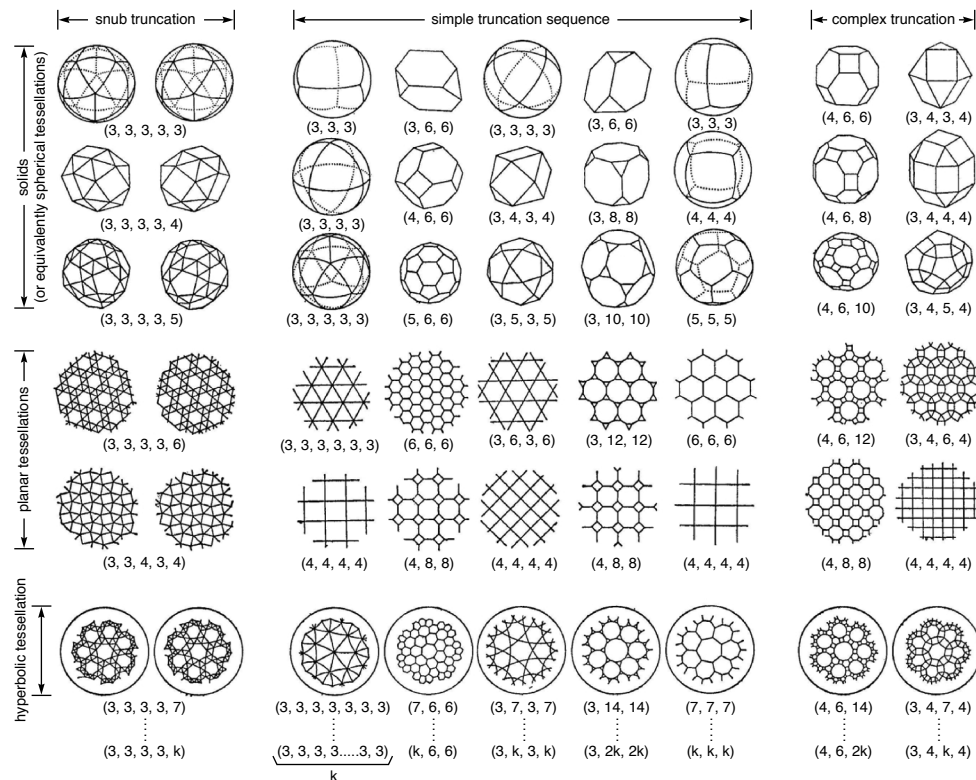 snub truncation
simple truncation sequence
complex truncation
solids
(or equivalently spherical tessellations)
(3, 3, 3, 3, 3)
(3, 3, 3)
(3, 6, 6)
(3, 3, 3, 3)
(3, 6, 6)
(3, 3, 3)
(4, 6, 6)
(3, 4, 3, 4)
(3, 3, 3, 3, 4)
(3, 3, 3, 3)
(4, 6, 6)
(3, 4, 3, 4)
(3, 8, 8)
(4, 4, 4)
(4, 6, 8)
(3, 4, 4, 4)
(3, 3, 3, 3, 5)
(3, 3, 3, 3, 3)
(5, 6, 6)
(3, 5, 3, 5)
(3, 10, 10)
(5, 5, 5)
(4, 6, 10)
(3, 4, 5, 4)
planar tessellations
(3, 3, 3, 3, 6)
(3, 3, 3, 3, 3, 3)
(6, 6, 6)
(3, 6, 3, 6)
(3, 12, 12)
(6, 6, 6)
(4, 6, 12)
(3, 4, 6, 4)
(3, 3, 4, 3, 4)
(4, 4, 4, 4)
(4, 8, 8)
(4, 4, 4, 4)
(4, 8, 8)
(4, 4, 4, 4)
(4, 8, 8)
(4, 4, 4, 4)
hyperbolic tessellation
(3, 3, 3, 3, 7)
(3, 3, 3, 3, 3, 3, 3)
(7, 6, 6)
(3, 7, 3, 7)
(3, 14, 14)
(7, 7, 7)
(4, 6, 14)
(3, 4, 7, 4)
(3, 3, 3, 3, k)
(3, 3, 3, 3.....3, 3)
k
(k, 6, 6)
(3, k, 3, k)
(3, 2k, 2k)
(k, k, k)
(4, 6, 2k)
(3, 4, k, 4)